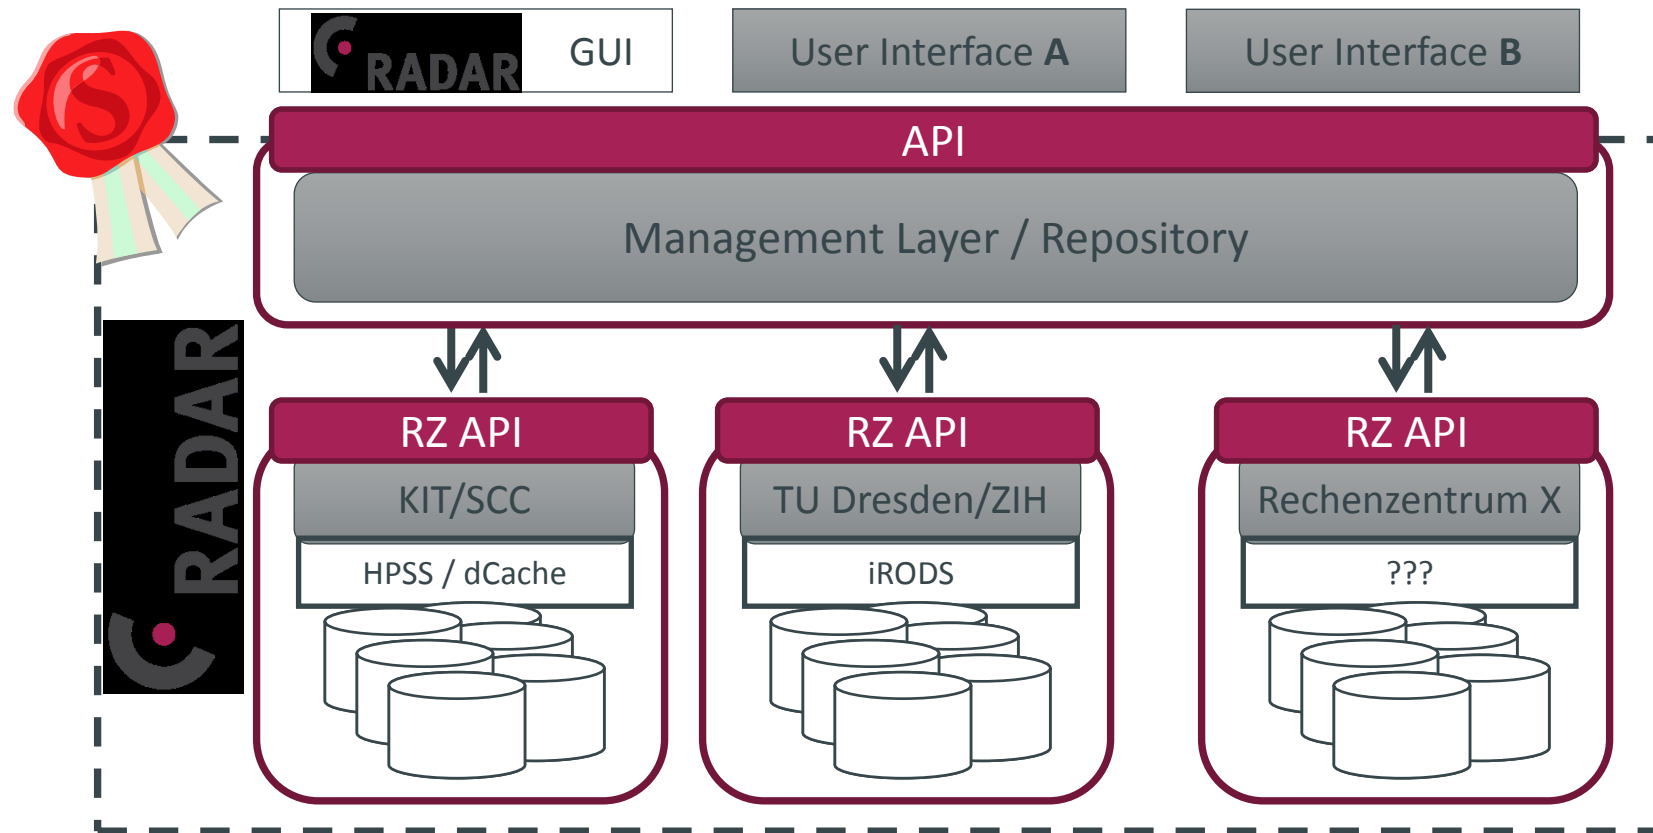 RADAR GUI
User Interface A
User Interface B
S
API
Management Layer / Repository
RADAR
RZ API
KIT/SCC
HPSS / dCache
RZ API
TU Dresden/ZIH
iRODS
RZ API
Rechenzentrum X
???